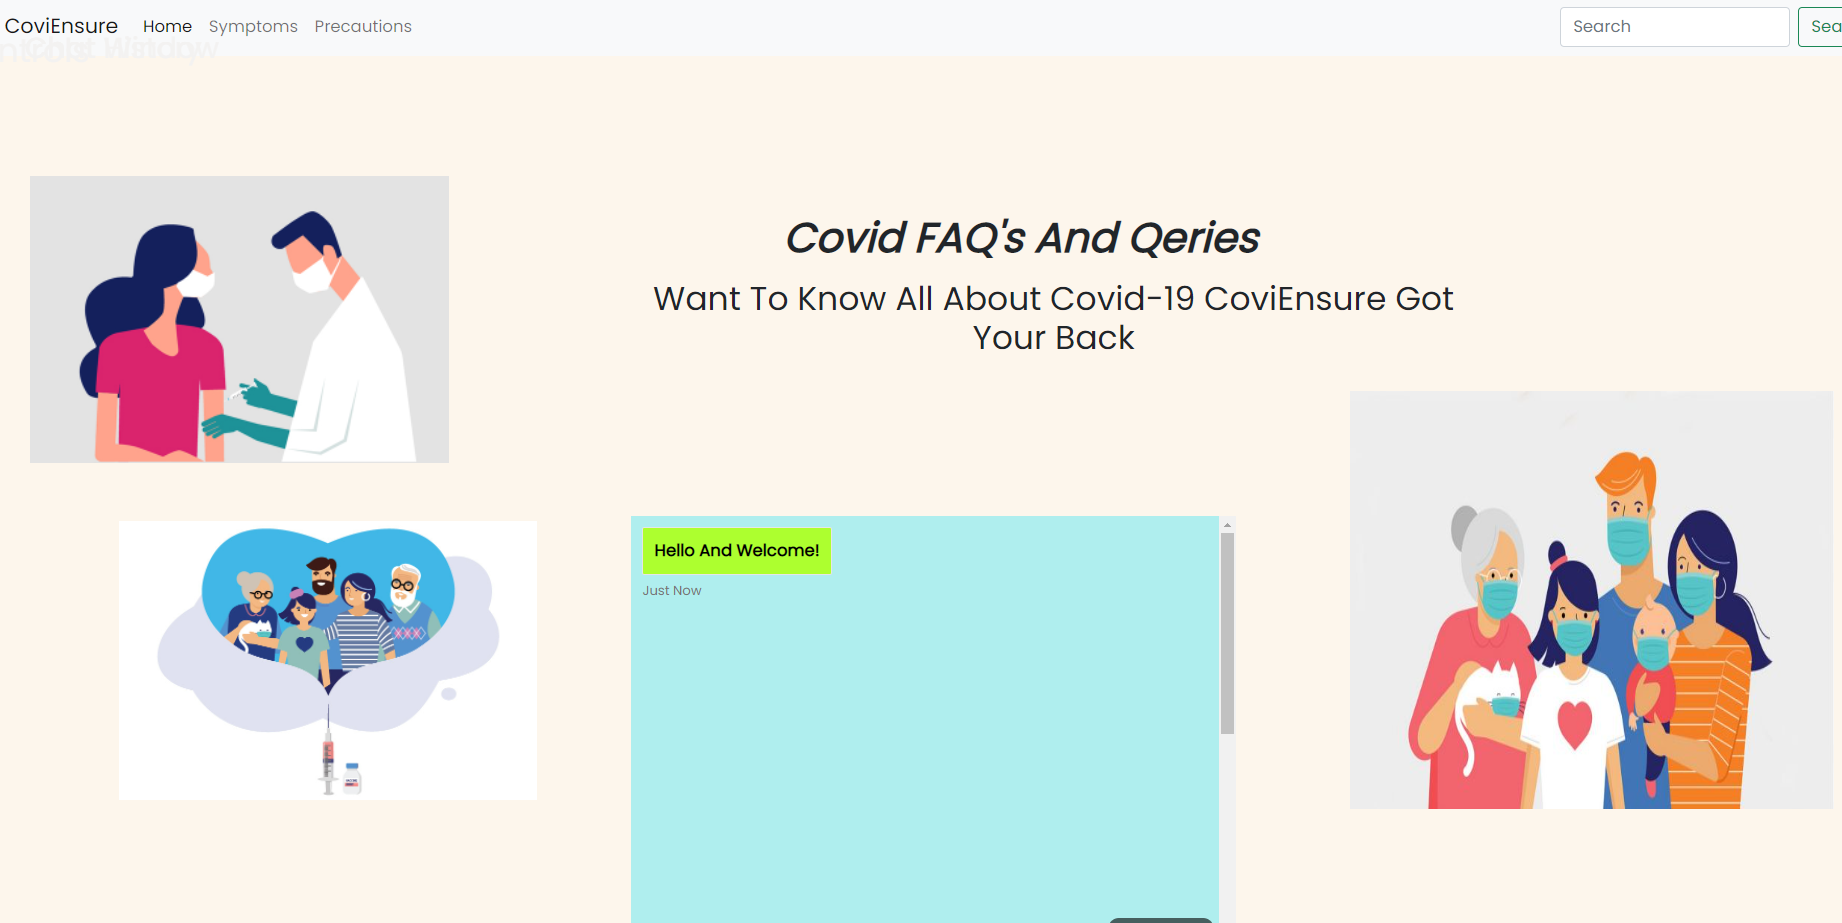 CoviEnsure Home Symptoms Precautions Search
Covid FAQ's And Qeries
Want To Know All About Covid-19 CoviEnsure Got
Your Back
Hello And Welcome!
Just Now